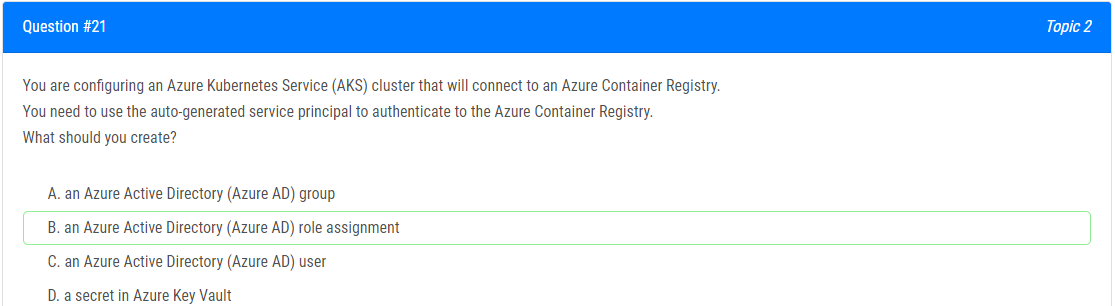 Question #21
Topic 2
You are configuring an Azure Kubernetes Service (AKS) cluster that will connect to an Azure Container Registry.
You need to use the auto-generated service principal to authenticate to the Azure Container Registry.
What should you create?
A. an Azure Active Directory (Azure AD) group
B. an Azure Active Directory (Azure AD) role assignment
C. an Azure Active Directory (Azure AD) user
D. a secret in Azure Key Vault